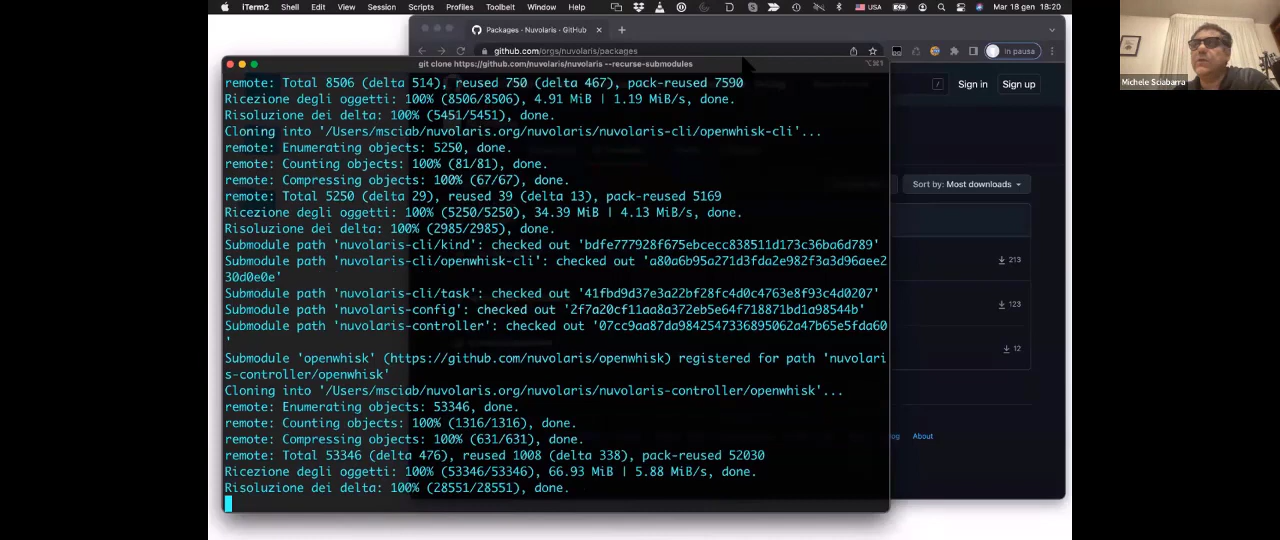 iTerm2 Shell Edit View Session Scripts Profiles Toolbelt Window Help
USA
Mar 18 gen 18:20
Packages · Nuvolaris · GitHub
github.com/orgs/nuvolaris/packages
in pausa
git clone https://github.com/nuvolaris/nuvolaris --recurse-submodules
⌥⌘1
Michele Sciabarra
remote: Total 8506 (delta 514), reused 750 (delta 467), pack-reused 7590
Ricezione degli oggetti: 100% (8506/8506), 4.91 MiB | 1.19 MiB/s, done.
Risoluzione dei delta: 100% (5451/5451), done.
Cloning into '/Users/msciab/nuvolaris.org/nuvolaris/nuvolaris-cli/openwhisk-cli'...
remote: Enumerating objects: 5250, done.
remote: Counting objects: 100% (81/81), done.
remote: Compressing objects: 100% (67/67), done.
remote: Total 5250 (delta 29), reused 39 (delta 13), pack-reused 5169
Ricezione degli oggetti: 100% (5250/5250), 34.39 MiB | 4.13 MiB/s, done.
Risoluzione dei delta: 100% (2985/2985), done.
Submodule path 'nuvolaris-cli/kind': checked out 'bdfe777928f675ebcecc838511d173c36ba6d789'
Submodule path 'nuvolaris-cli/openwhisk-cli': checked out 'a80a6b95a271d3fda2e982f3a3d96aee2
30d0e0e'
Submodule path 'nuvolaris-cli/task': checked out '41fbd9d37e3a22bf28fc4d0c4763e8f93c4d0207'
Submodule path 'nuvolaris-config': checked out '2f7a20cf11aa8a372eb5e64f718871bd1a98544b'
Submodule path 'nuvolaris-controller': checked out '07cc9aa87da9842547336895062a47b65e5fda60
'
Submodule 'openwhisk' (https://github.com/nuvolaris/openwhisk) registered for path 'nuvolari
s-controller/openwhisk'
Cloning into '/Users/msciab/nuvolaris.org/nuvolaris/nuvolaris-controller/openwhisk'...
remote: Enumerating objects: 53346, done.
remote: Counting objects: 100% (1316/1316), done.
remote: Compressing objects: 100% (631/631), done.
remote: Total 53346 (delta 476), reused 1008 (delta 338), pack-reused 52030
Ricezione degli oggetti: 100% (53346/53346), 66.93 MiB | 5.88 MiB/s, done.
Risoluzione dei delta: 100% (28551/28551), done.
/
Sign in
Sign up
Sort by: Most downloads
213
123
12
About